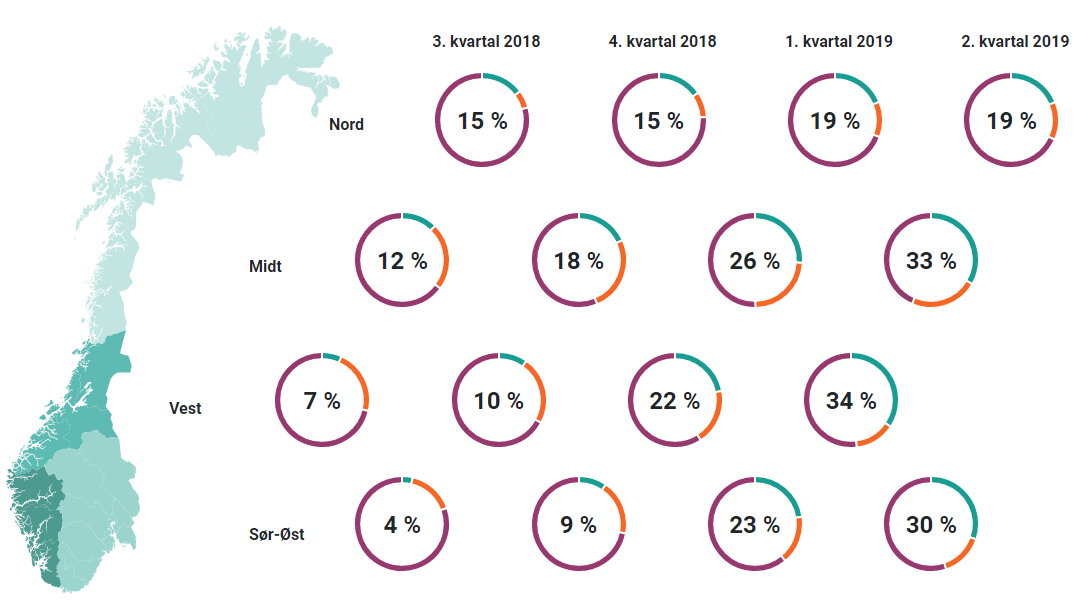 3. kvartal 2018 4. kvartal 2018 1. kvartal 2019 2. kvartal 2019
Nord 15 % 15 % 19 % 19 %
Midt 12 % 18 % 26 % 33 %
Vest 7 % 10 % 22 % 34 %
Sør-Øst 4 % 9 % 23 % 30 %